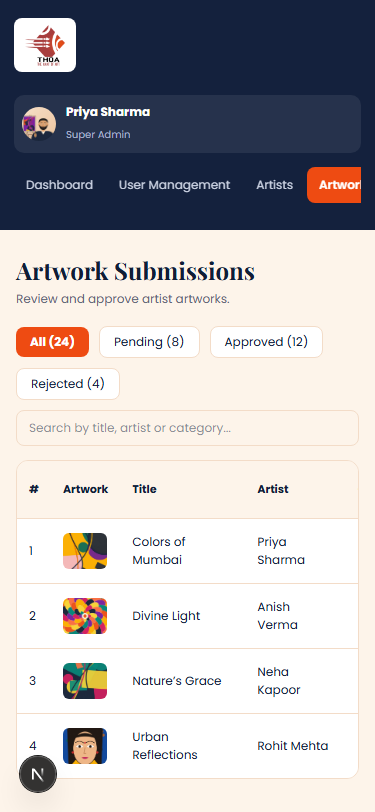 THOA
Priya Sharma
Super Admin
Dashboard User Management Artists Artwor
Artwork Submissions
Review and approve artist artworks.
All (24) Pending (8) Approved (12)
Rejected (4)
Search by title, artist or category...
# Artwork Title Artist
1 Colors of Mumbai Priya Sharma
2 Divine Light Anish Verma
3 Nature's Grace Neha Kapoor
4 Urban Reflections Rohit Mehta
N